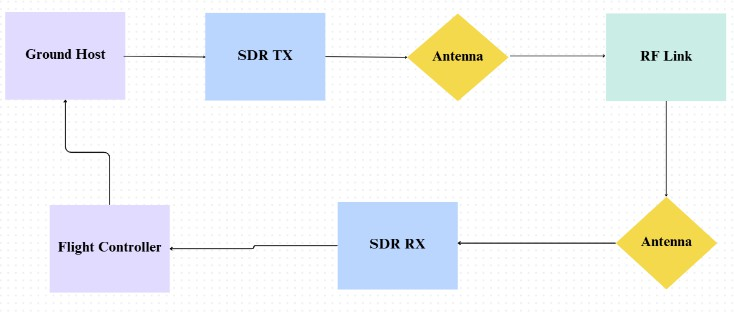 Ground Host
SDR TX
Antenna
RF Link
Antenna
SDR RX
Flight Controller